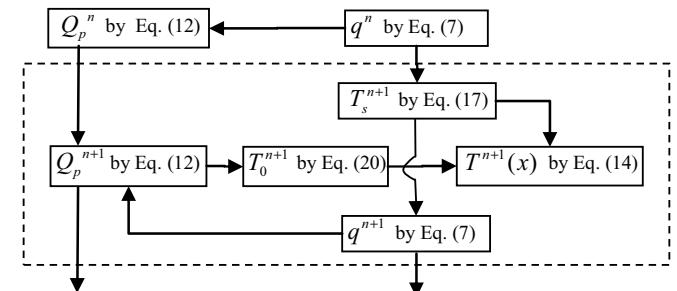 Q_p^n by Eq. (12)
q^n by Eq. (7)
T_s^{n+1} by Eq. (17)
Q_p^{n+1} by Eq. (12)
T_0^{n+1} by Eq. (20)
T^{n+1}(x) by Eq. (14)
q^{n+1} by Eq. (7)